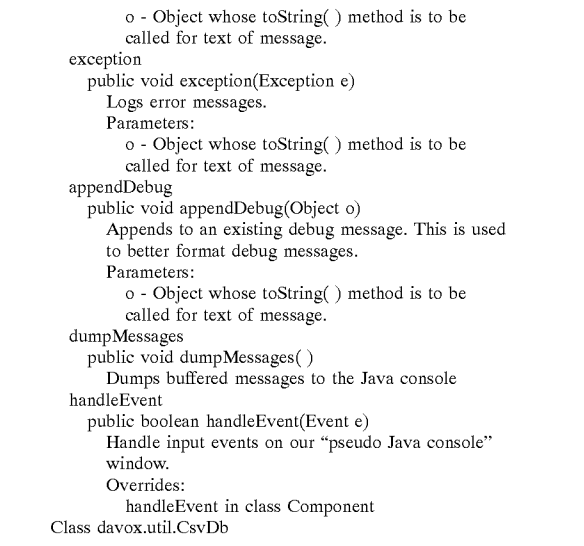 o - Object whose toString( ) method is to be
called for text of message.
exception
public void exception(Exception e)
Logs error messages.
Parameters:
o - Object whose toString( ) method is to be
called for text of message.
appendDebug
public void appendDebug(Object o)
Appends to an existing debug message. This is used
to better format debug messages.
Parameters:
o - Object whose toString( ) method is to be
called for text of message.
dumpMessages
public void dumpMessages( )
Dumps buffered messages to the Java console
handleEvent
public boolean handleEvent(Event e)
Handle input events on our “pseudo Java console”
window.
Overrides:
handleEvent in class Component
Class davox.util.CsvDb